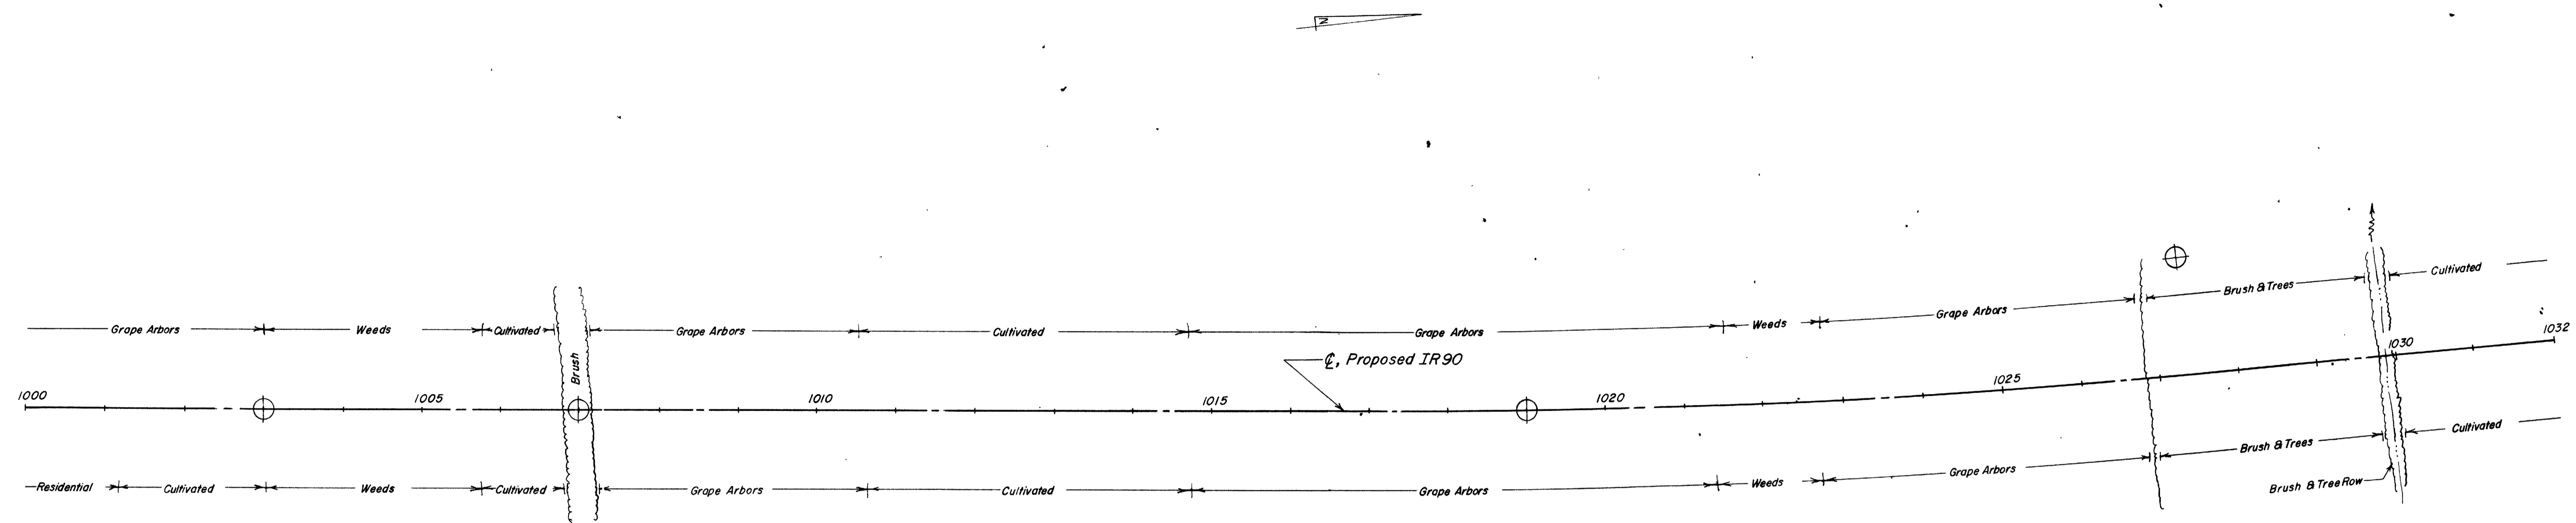 N
Grape Arbors Weeds Cultivated Grape Arbors Cultivated Grape Arbors Weeds Grape Arbors Brush & Trees Cultivated
Brush
℄, Proposed IR90
1000 1005 1010 1015 1020 1025 1030 1032
Residential Cultivated Weeds Cultivated Grape Arbors Cultivated Grape Arbors Weeds Grape Arbors Brush & Trees Cultivated
Brush & Tree Row